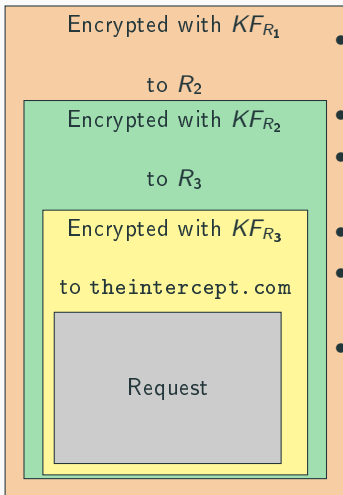 Encrypted with KF_R₁
to R₂
Encrypted with KF_R₂
to R₃
Encrypted with KF_R₃
to theintercept.com
Request